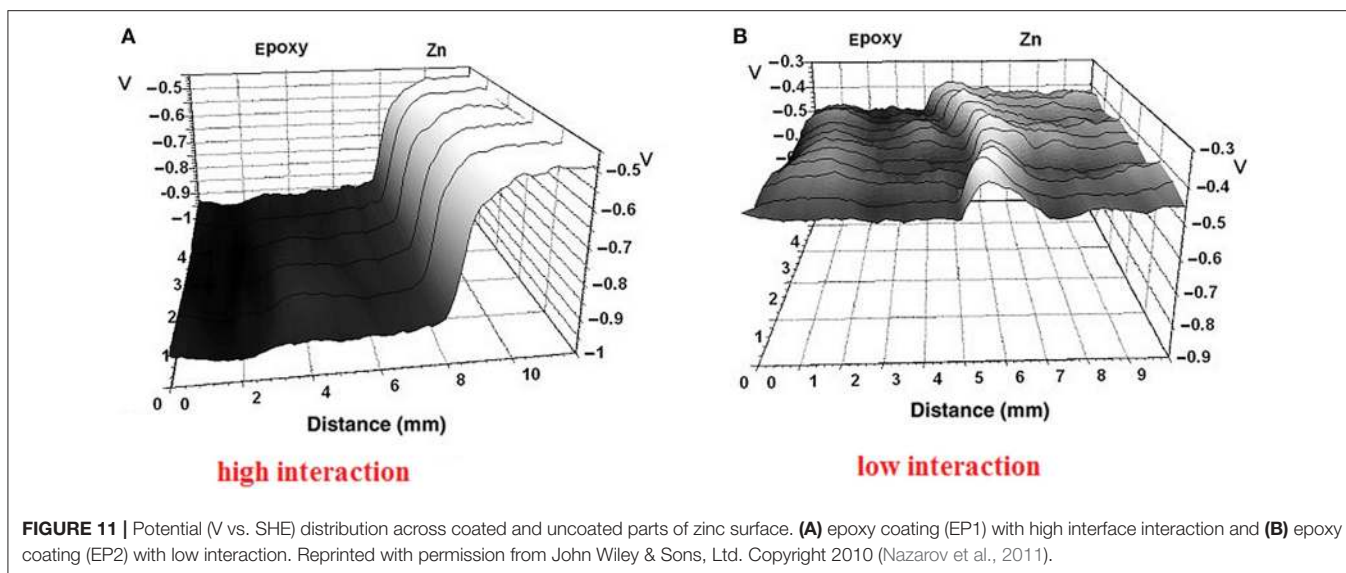 A
Epoxy
Zn
V
−0.5
−0.6
−0.7
−0.8
−0.9
−1
4
3
2
1
0
0 2 4 6 8 10
Distance (mm)
−0.5 V
−0.6
−0.7
−0.8
−0.9
−1
high interaction
B
Epoxy
Zn
−0.3
V
−0.4
−0.5
4
3
2
1
0
0 1 2 3 4 5 6 7 8 9
Distance (mm)
−0.3
V
−0.4
−0.5
−0.6
−0.7
−0.8
−0.9
low interaction
FIGURE 11 | Potential (V vs. SHE) distribution across coated and uncoated parts of zinc surface. (A) epoxy coating (EP1) with high interface interaction and (B) epoxy
coating (EP2) with low interaction. Reprinted with permission from John Wiley & Sons, Ltd. Copyright 2010 (Nazarov et al., 2011).